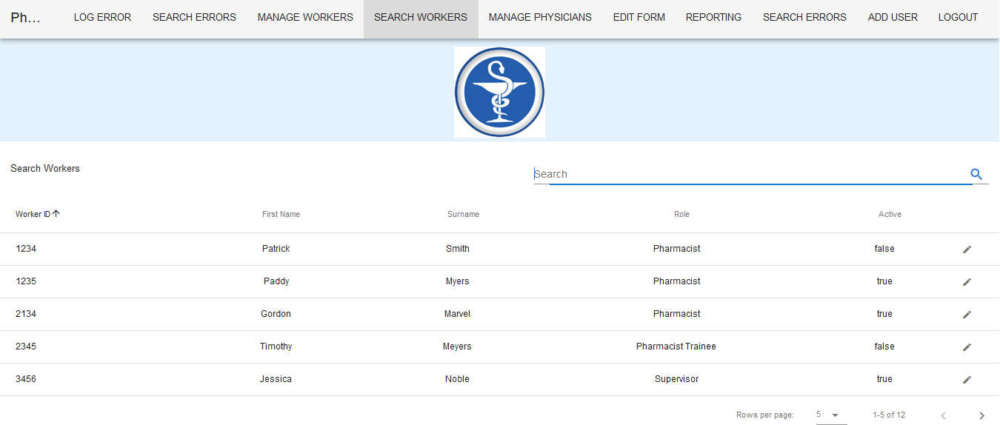 Ph... LOG ERROR SEARCH ERRORS MANAGE WORKERS SEARCH WORKERS MANAGE PHYSICIANS EDIT FORM REPORTING SEARCH ERRORS ADD USER LOGOUT
Search Workers
Search
Worker ID First Name Surname Role Active
1234 Patrick Smith Pharmacist false
1235 Paddy Myers Pharmacist true
2134 Gordon Marvel Pharmacist true
2345 Timothy Meyers Pharmacist Trainee false
3456 Jessica Noble Supervisor true
Rows per page: 5 1-5 of 12